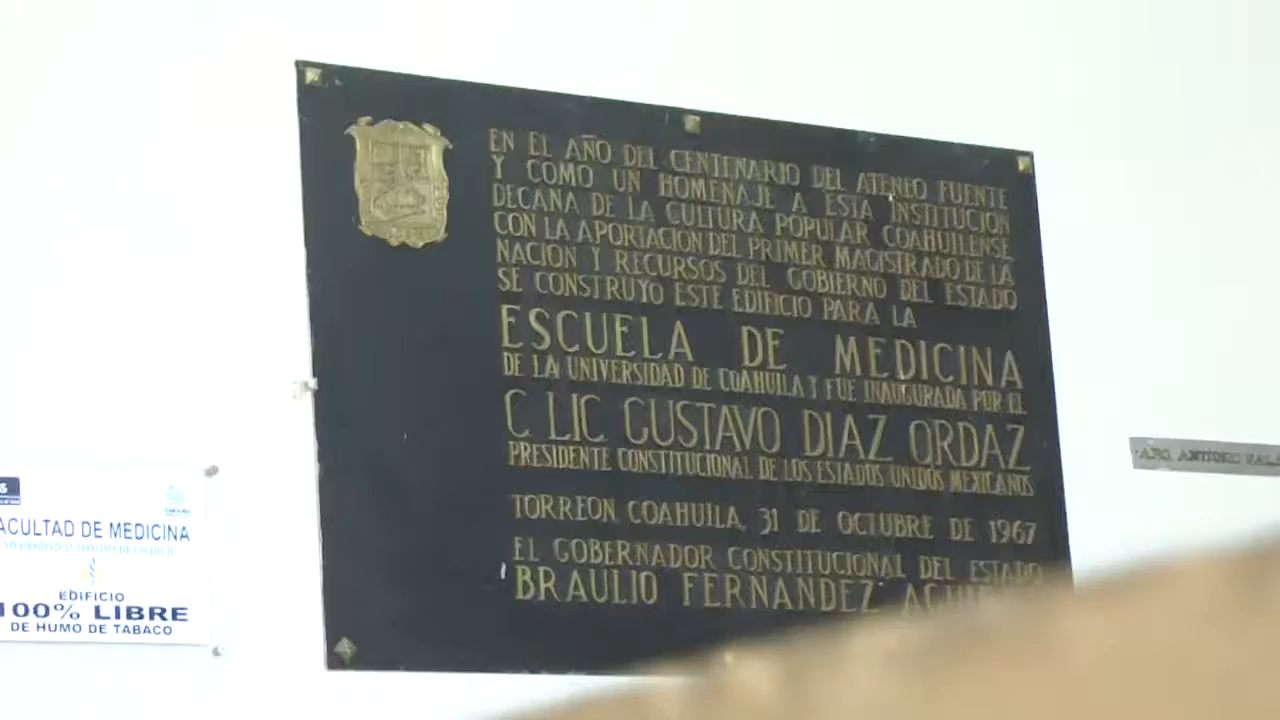 EN EL AÑO DEL CENTENARIO DEL ATENEO FUENTE
Y COMO UN HOMENAJE A ESTA INSTITUCION
DECANA DE LA CULTURA POPULAR COAHUILENSE,
CON LA APORTACION DEL PRIMER MAGISTRADO DE LA
NACION Y RECURSOS DEL GOBIERNO DEL ESTADO
SE CONSTRUYO ESTE EDIFICIO PARA LA
ESCUELA DE MEDICINA
DE LA UNIVERSIDAD DE COAHUILA Y FUE INAUGURADA POR EL
C. LIC GUSTAVO DIAZ ORDAZ
PRESIDENTE CONSTITUCIONAL DE LOS ESTADOS UNIDOS MEXICANOS
TORREON COAHUILA, 31 DE OCTUBRE DE 1967
EL GOBERNADOR CONSTITUCIONAL DEL ESTADO
BRAULIO FERNANDEZ
ACULTAD DE MEDICINA
EDIFICIO
100% LIBRE
DE HUMO DE TABACO
ARQ. ANTONIO